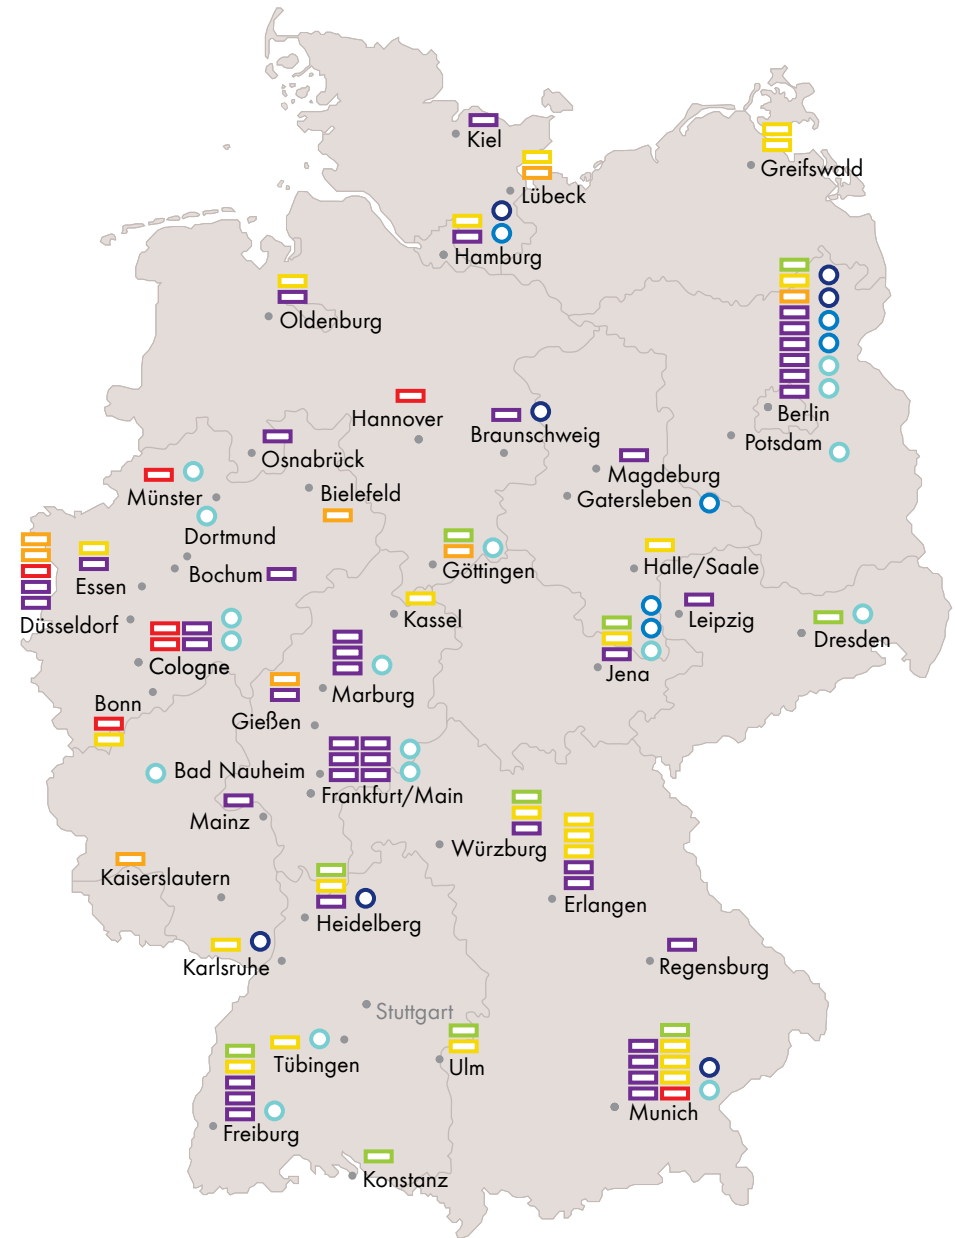 Kiel
Greifswald
Lübeck
Hamburg
Oldenburg
Hannover
Berlin
Braunschweig
Potsdam
Osnabrück
Magdeburg
Münster
Bielefeld
Gatersleben
Dortmund
Bochum
Göttingen
Halle/Saale
Essen
Düsseldorf
Kassel
Leipzig
Dresden
Cologne
Jena
Marburg
Bonn
Gießen
Bad Nauheim
Frankfurt/Main
Mainz
Würzburg
Kaiserslautern
Erlangen
Heidelberg
Karlsruhe
Regensburg
Stuttgart
Tübingen
Ulm
Munich
Freiburg
Konstanz